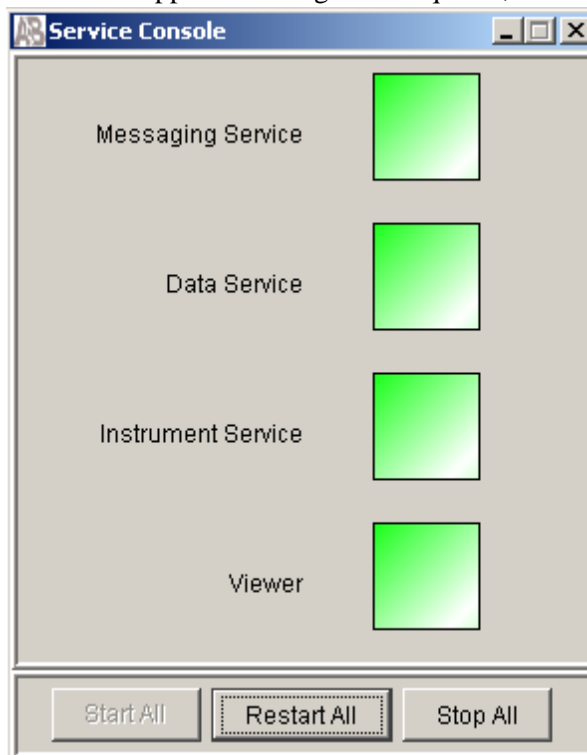 Service Console
Messaging Service
Data Service
Instrument Service
Viewer
Start All Restart All Stop All